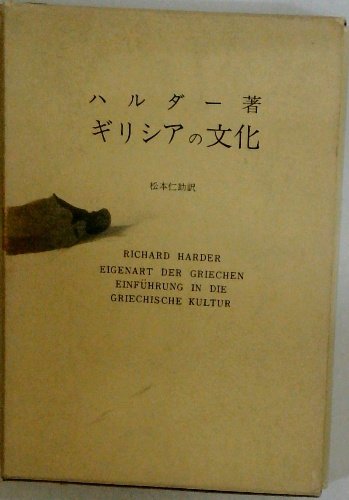 ハルダー著
ギリシアの文化
松本仁助訳
RICHARD HARDER
EIGENART DER GRIECHEN
EINFÜHRUNG IN DIE
GRIECHISCHE KULTUR